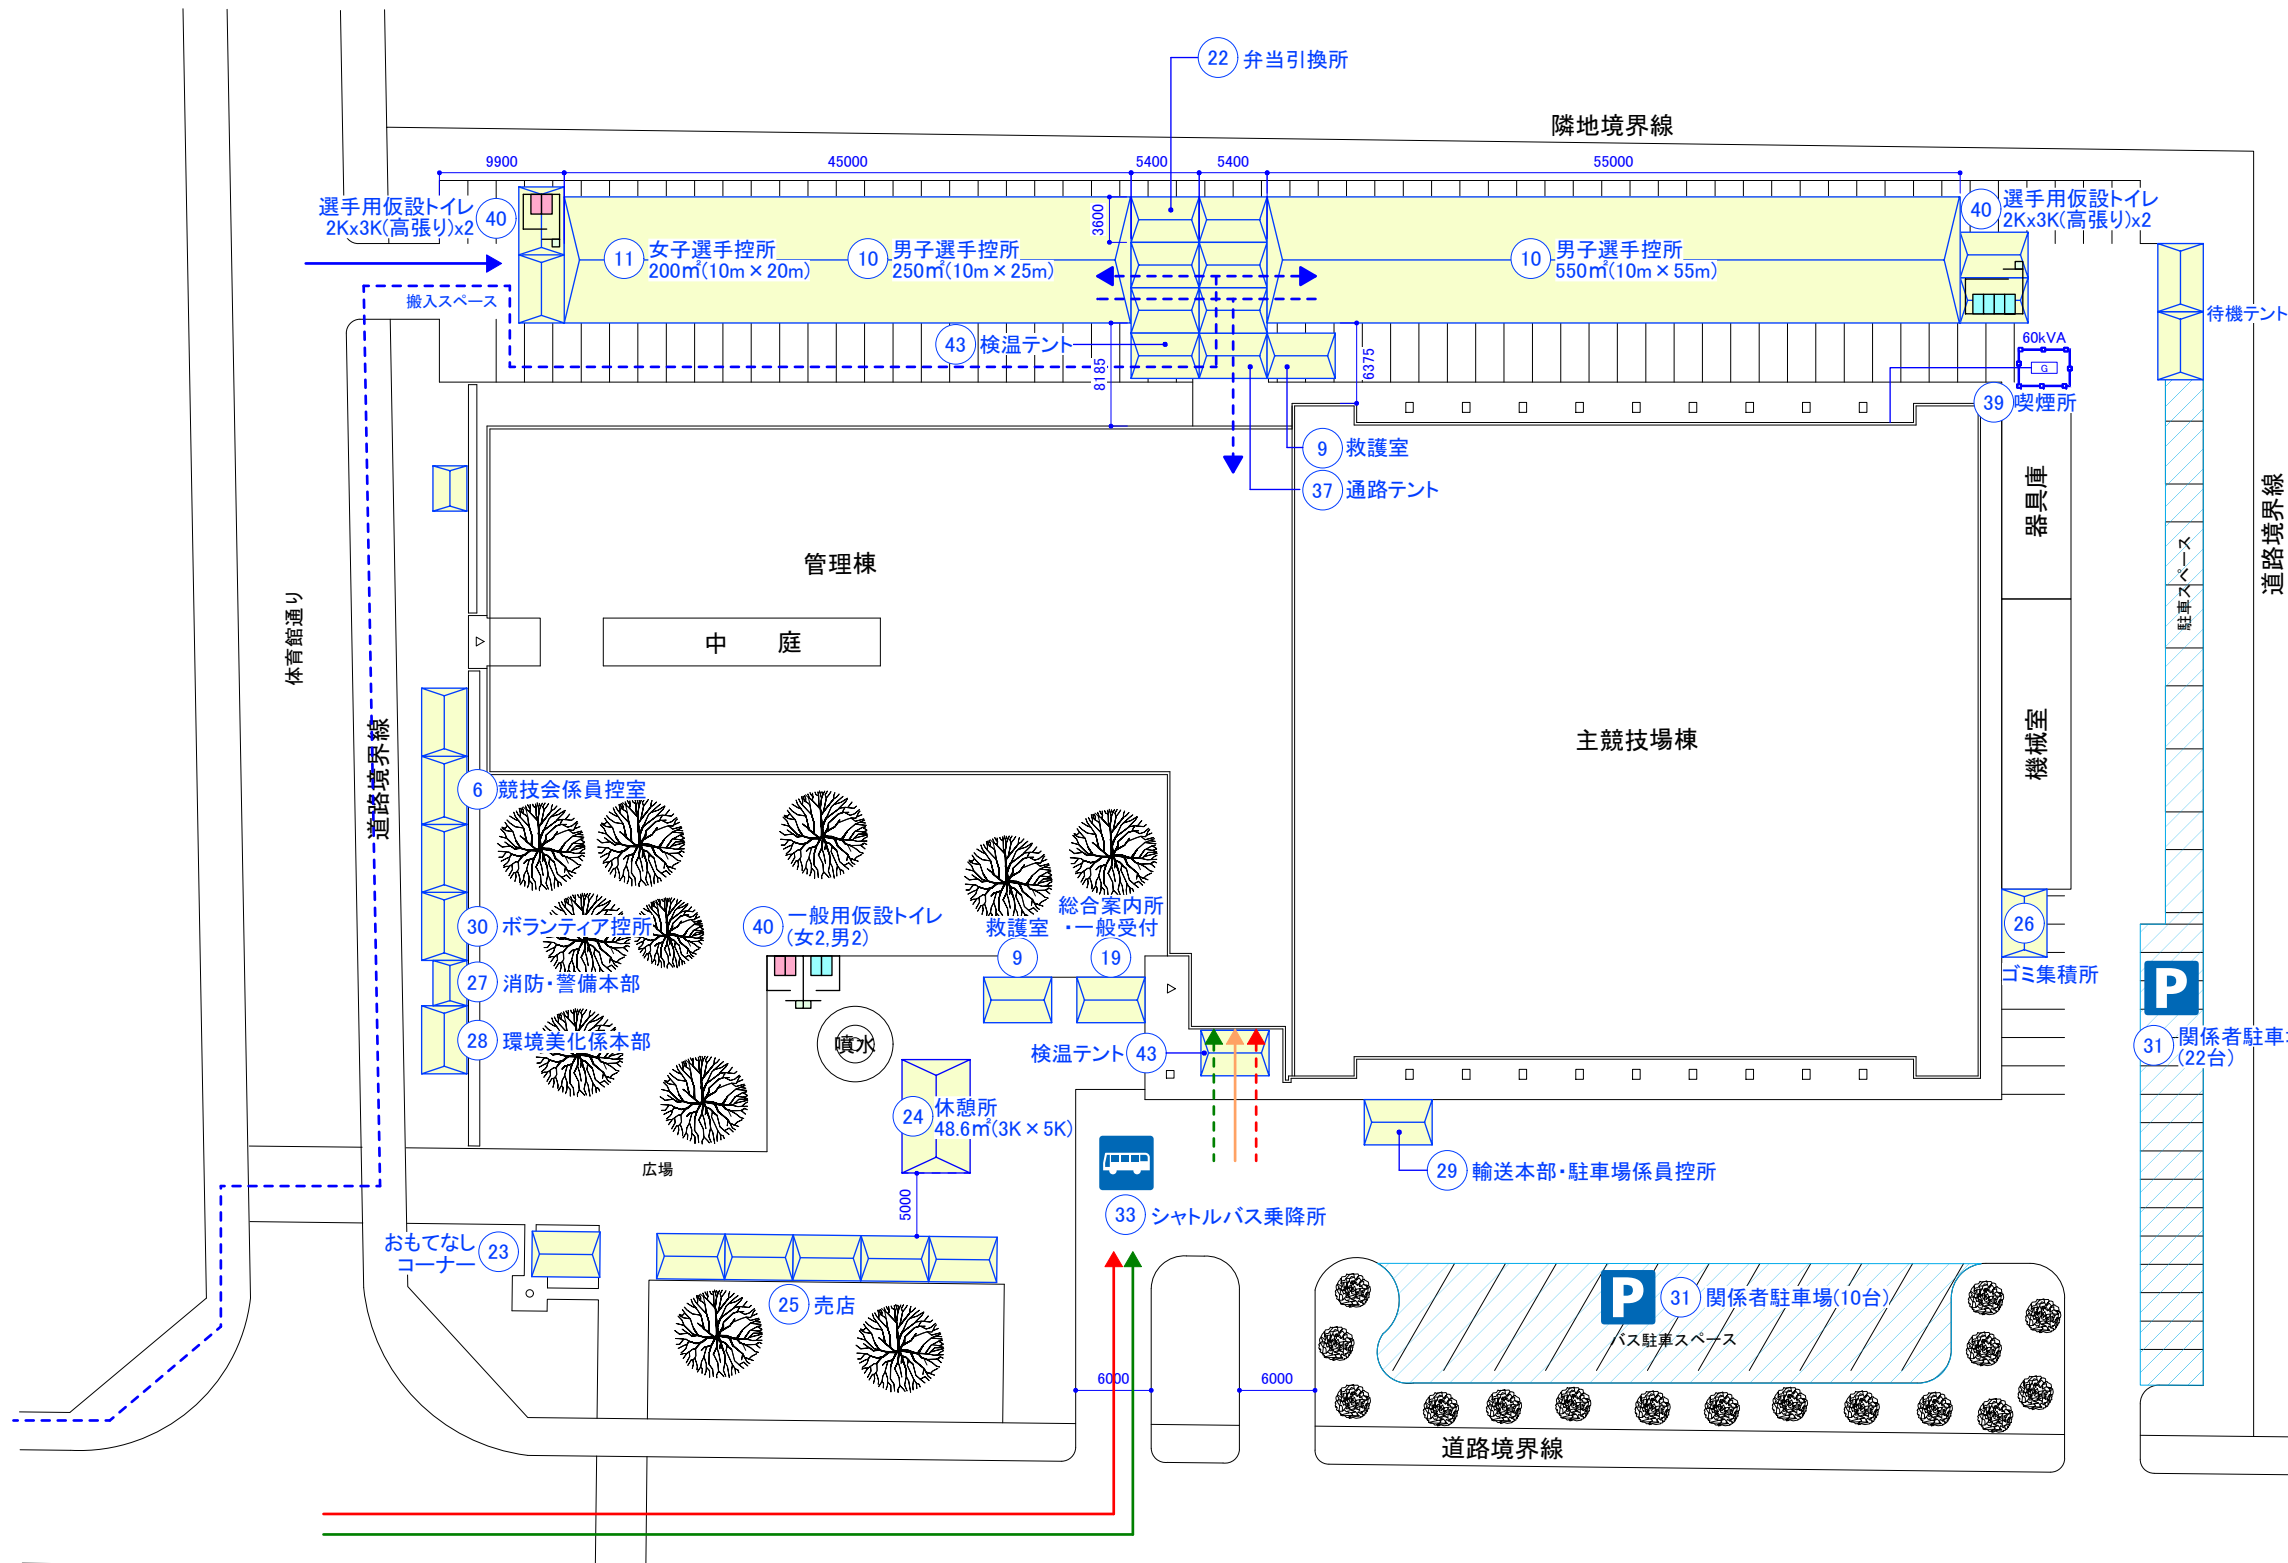 22 弁当引換所
隣地境界線
9900
45000
5400
5400
55000
選手用仮設トイレ
2Kx3K(高張り)x2
40
3600
40
選手用仮設トイレ
2Kx3K(高張り)x2
11 女子選手控所
200㎡(10m×20m)
10 男子選手控所
250㎡(10m×25m)
10 男子選手控所
550㎡(10m×55m)
搬入スペース
待機テント
43 検温テント
8185
6375
60kVA
G
39 喫煙所
9 救護室
37 通路テント
器具庫
道路境界線
駐車スペース
管理棟
体育館通り
中 庭
道路境界線
主競技場棟
機械室
6 競技会係員控室
30 ボランティア控所
40 一般用仮設トイレ
(女2,男2)
救護室
9
総合案内所
・一般受付
19
26
ゴミ集積所
27 消防・警備本部
P
28 環境美化係本部
噴水
検温テント 43
31 関係者駐車
(22台)
24 休憩所
48.6㎡(3K×5K)
広場
29 輸送本部・駐車場係員控所
5000
33 シャトルバス乗降所
おもてなし
コーナー
23
25 売店
P
31 関係者駐車場(10台)
バス駐車スペース
6000
6000
道路境界線